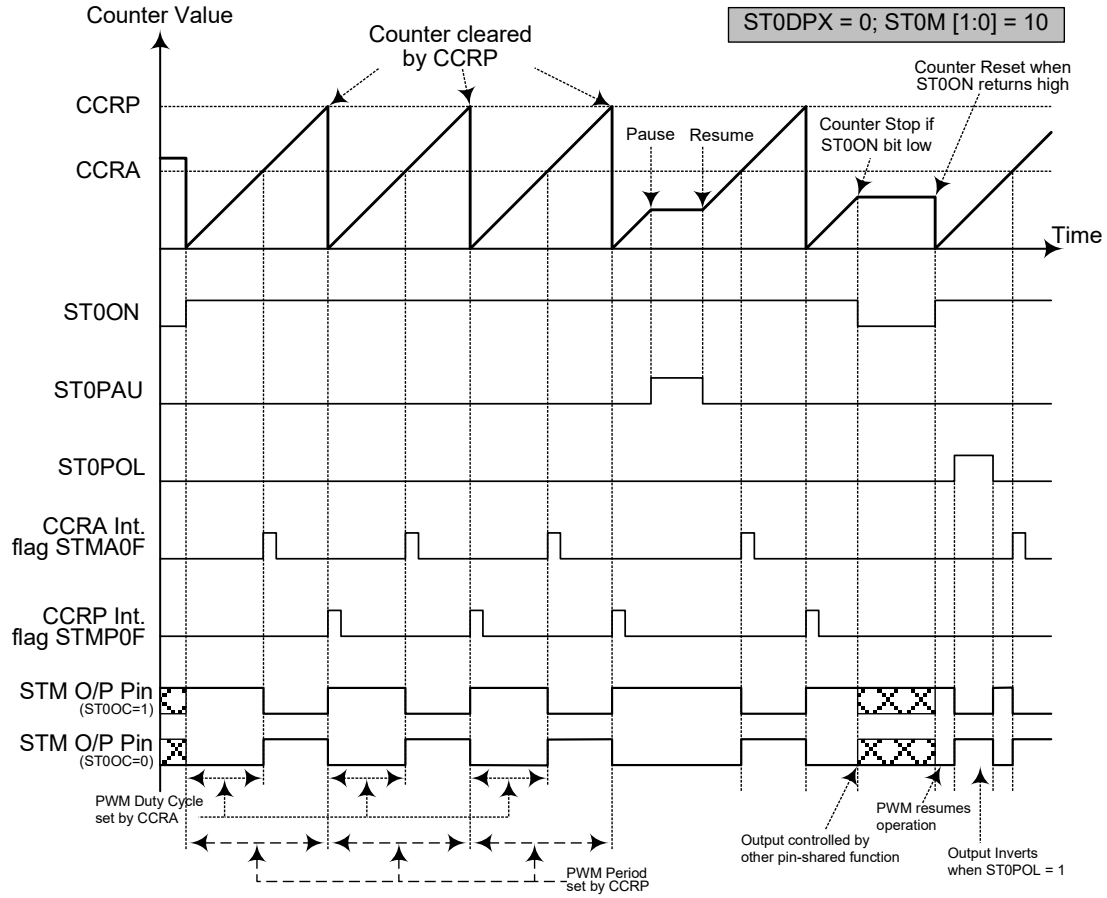 Counter Value
ST0DPX = 0; ST0M [1:0] = 10
Counter cleared
by CCRP
Counter Reset when
ST0ON returns high
CCRP
Pause
Resume
Counter Stop if
ST0ON bit low
CCRA
Time
ST0ON
ST0PAU
ST0POL
CCRA Int.
flag STMA0F
CCRP Int.
flag STMP0F
STM O/P Pin
(ST0OC=1)
STM O/P Pin
(ST0OC=0)
PWM Duty Cycle
set by CCRA
PWM resumes
operation
Output controlled by
other pin-shared function
Output Inverts
when ST0POL = 1
PWM Period
set by CCRP